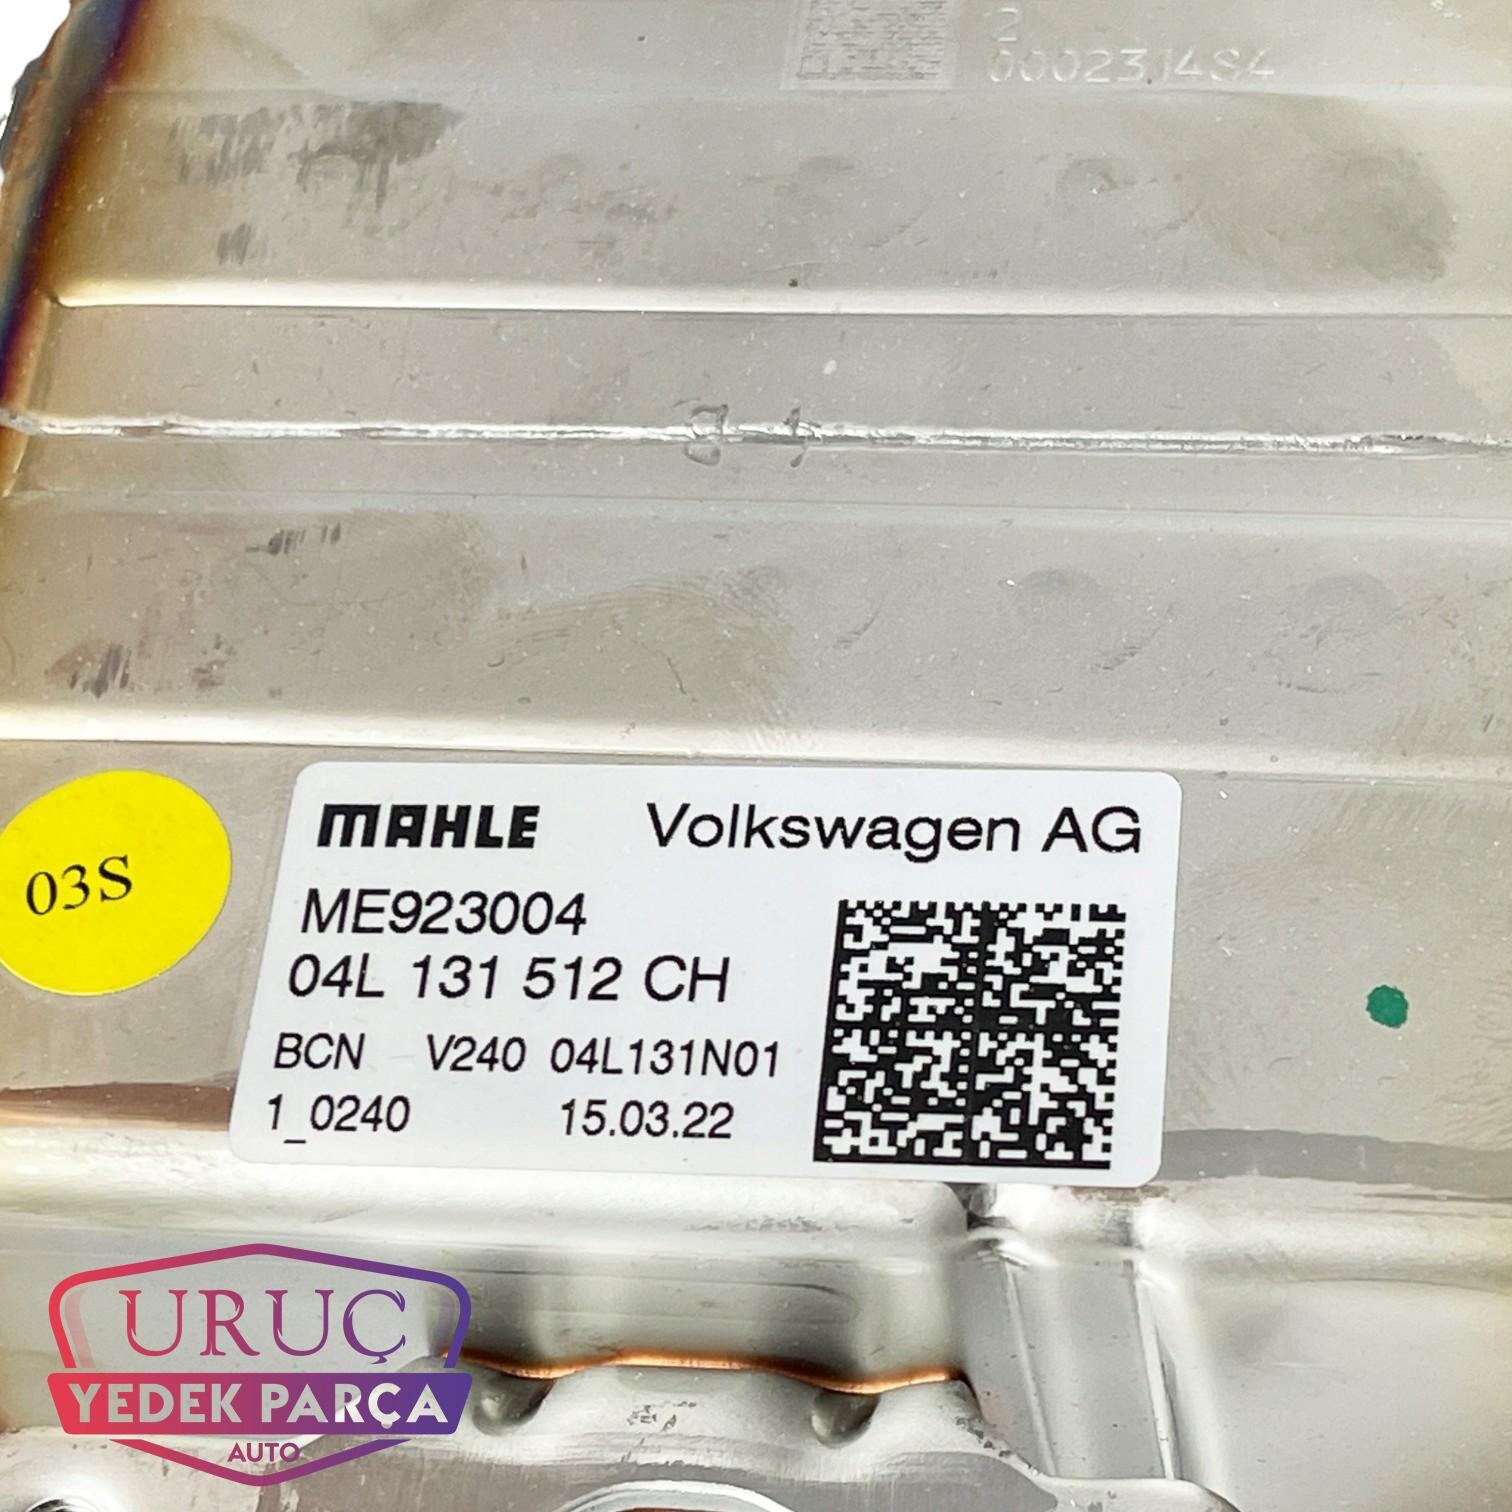 2
000231484
03S
MAHLE Volkswagen AG
ME923004
04L 131 512 CH
BCN V240 04L131N01
1_0240 15.03.22
URUÇ
YEDEK PARÇA
AUTO